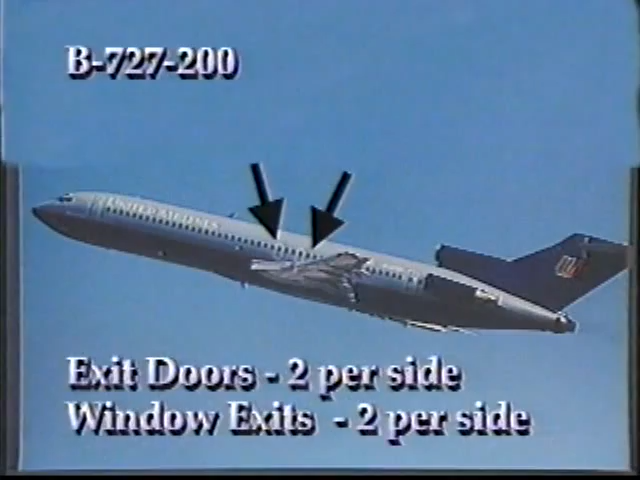 B-727-200
UNITED AIRLINES
Exit Doors - 2 per side
Window Exits - 2 per side